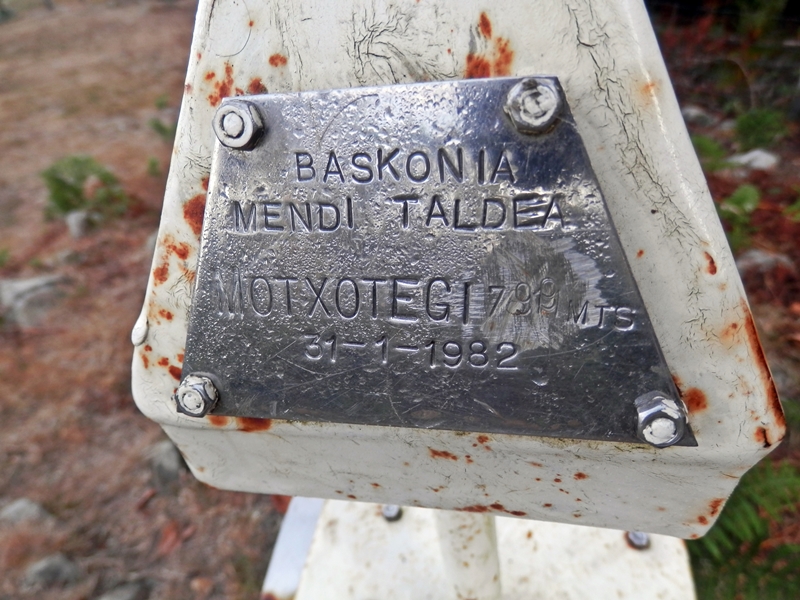 BASKONIA
MENDI TALDEA
MOTXOTEGI 799 MTS
31-1-1982